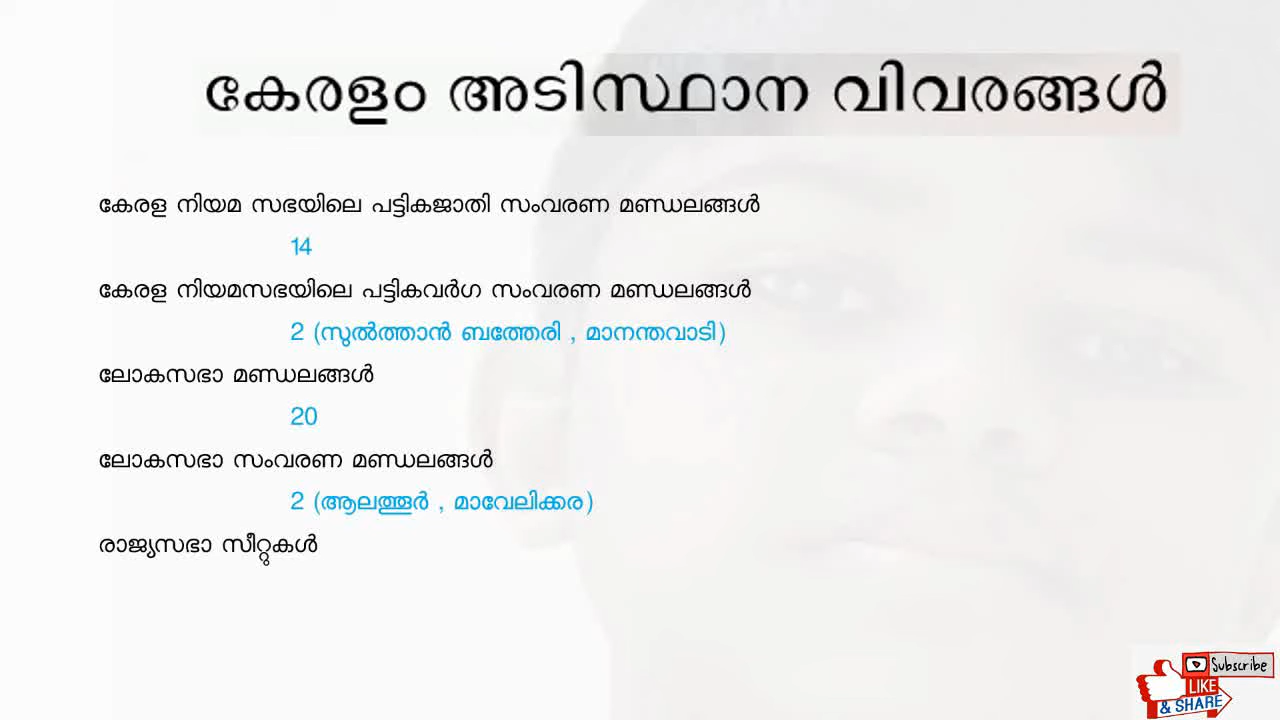 കേരളം അടിസ്ഥാന വിവരങ്ങൾ
കേരള നിയമ സഭയിലെ പട്ടികജാതി സംവരണ മണ്ഡലങ്ങൾ
14
കേരള നിയമസഭയിലെ പട്ടികവർഗ സംവരണ മണ്ഡലങ്ങൾ
2 (സുൽത്താൻ ബത്തേരി , മാനന്തവാടി)
ലോകസഭാ മണ്ഡലങ്ങൾ
20
ലോകസഭാ സംവരണ മണ്ഡലങ്ങൾ
2 (ആലത്തൂർ , മാവേലിക്കര)
രാജ്യസഭാ സീറ്റുകൾ
Subscribe
LIKE
& SHARE